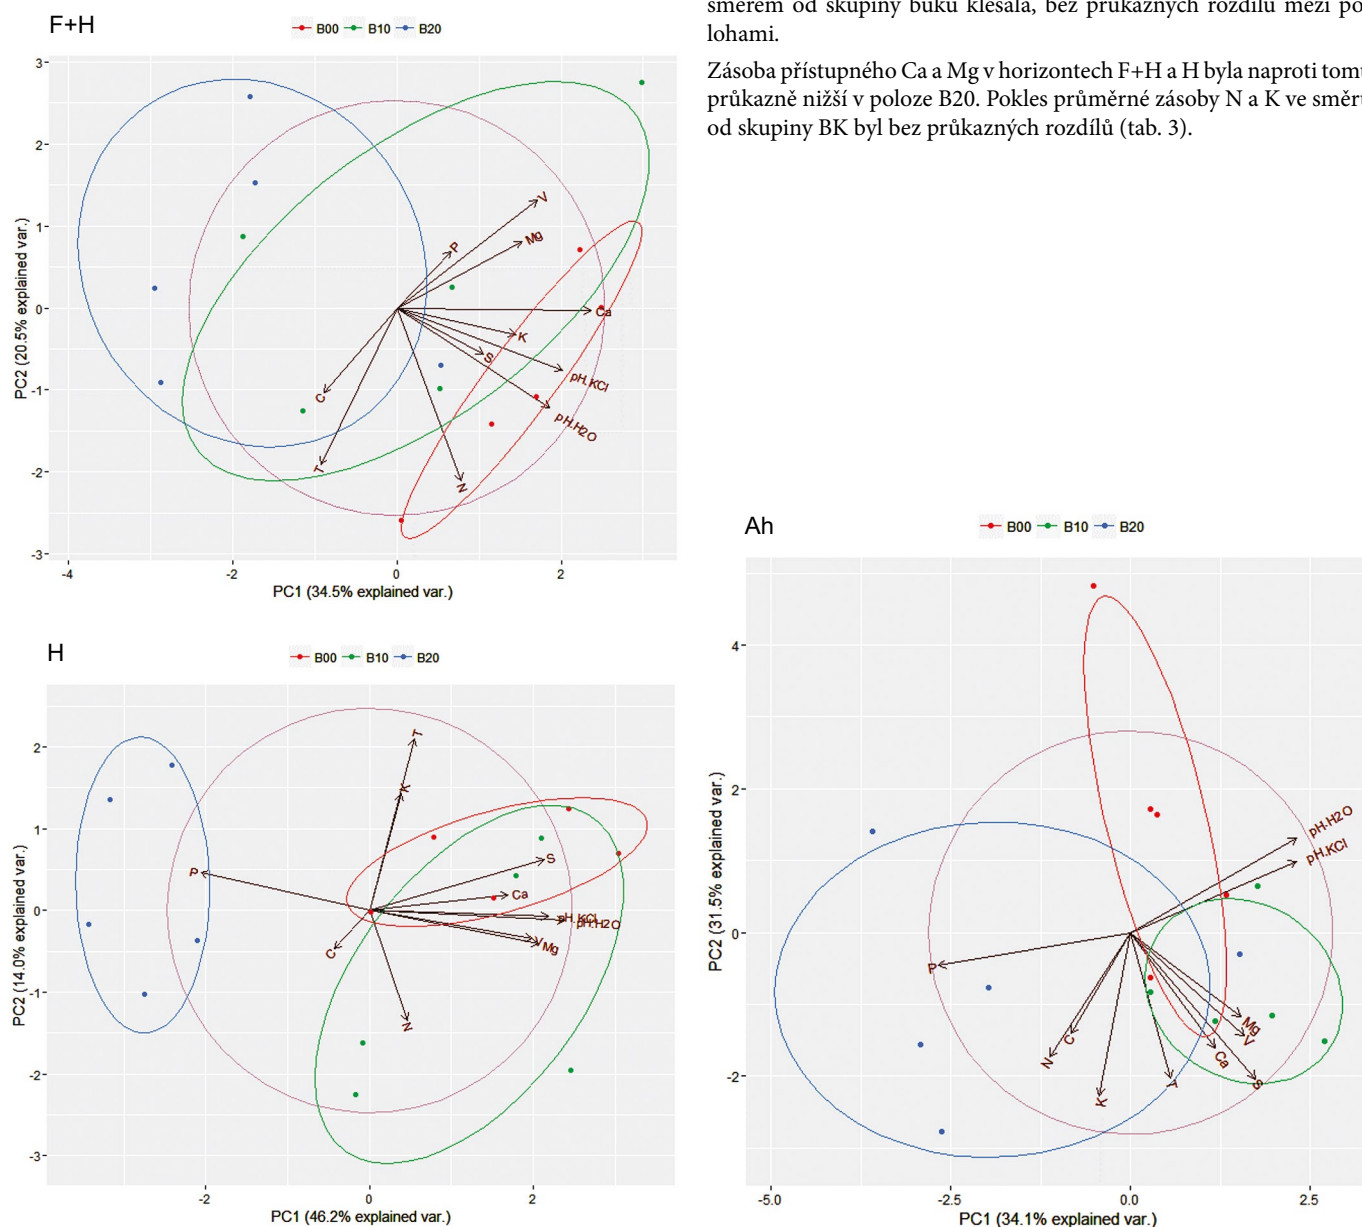 směrem od skupiny buku klesala, bez průkazných rozdílů mezi po-
lohami.
Zásoba přístupného Ca a Mg v horizontech F+H a H byla naproti tomu
průkazně nižší v poloze B20. Pokles průměrné zásoby N a K ve směru
od skupiny BK byl bez průkazných rozdílů (tab. 3).
F+H
B00 B10 B20
3
2
1
0
-1
-2
-3
PC2 (20.5% explained var.)
V
Mg
P
Ca
K
S
pH.KCl
pH.H2O
C
T
N
-4 -2 0 2
PC1 (34.5% explained var.)
H
B00 B10 B20
2
1
0
-1
-2
-3
PC2 (14.0% explained var.)
T
K
S
P
Ca
pH.KCl
pH.H2O
V
Mg
C
N
-2 0 2
PC1 (46.2% explained var.)
Ah
B00 B10 B20
4
2
0
-2
PC2 (31.5% explained var.)
pH.H2O
pH.KCl
P
Mg
V
C
N
Ca
S
T
K
-5.0 -2.5 0.0 2.5
PC1 (34.1% explained var.)